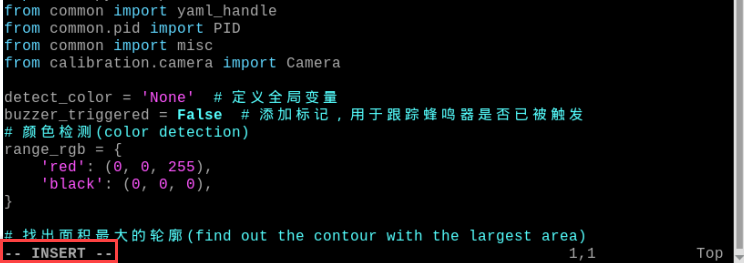 from common import yaml_handle
from common.pid import PID
from common import misc
from calibration.camera import Camera
detect_color = 'None'  # 定义全局变量
buzzer_triggered = False  # 添加标记，用于跟踪蜂鸣器是否已被触发
# 颜色检测(color detection)
range_rgb = {
    'red': (0, 0, 255),
    'black': (0, 0, 0),
}
# 找出面积最大的轮廓(find out the contour with the largest area)
-- INSERT -- 1,1 Top